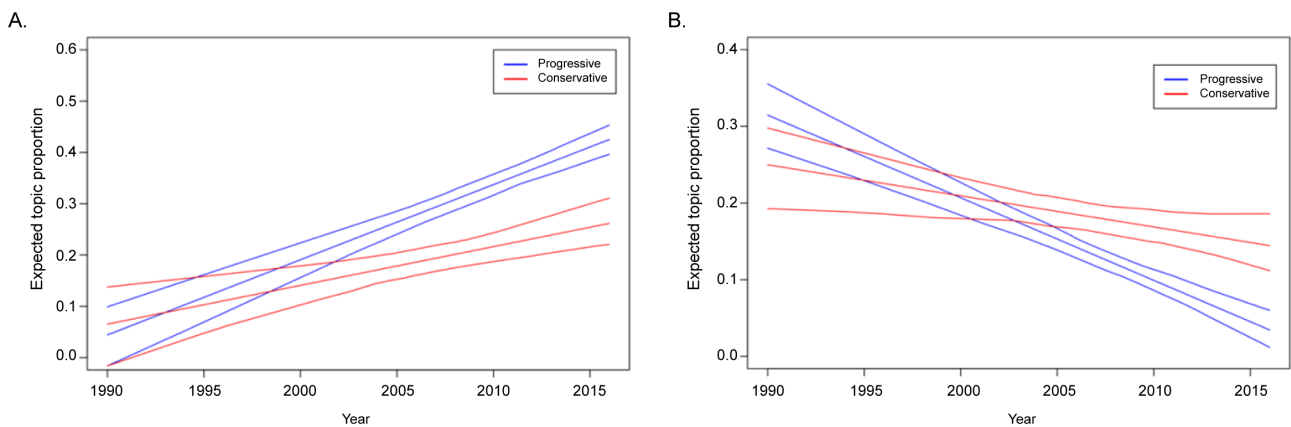 A.
Expected topic proportion
0.6
0.5
0.4
0.3
0.2
0.1
0.0
Progressive
Conservative
1990 1995 2000 2005 2010 2015
Year
B.
Expected topic proportion
0.4
0.3
0.2
0.1
0.0
Progressive
Conservative
1990 1995 2000 2005 2010 2015
Year